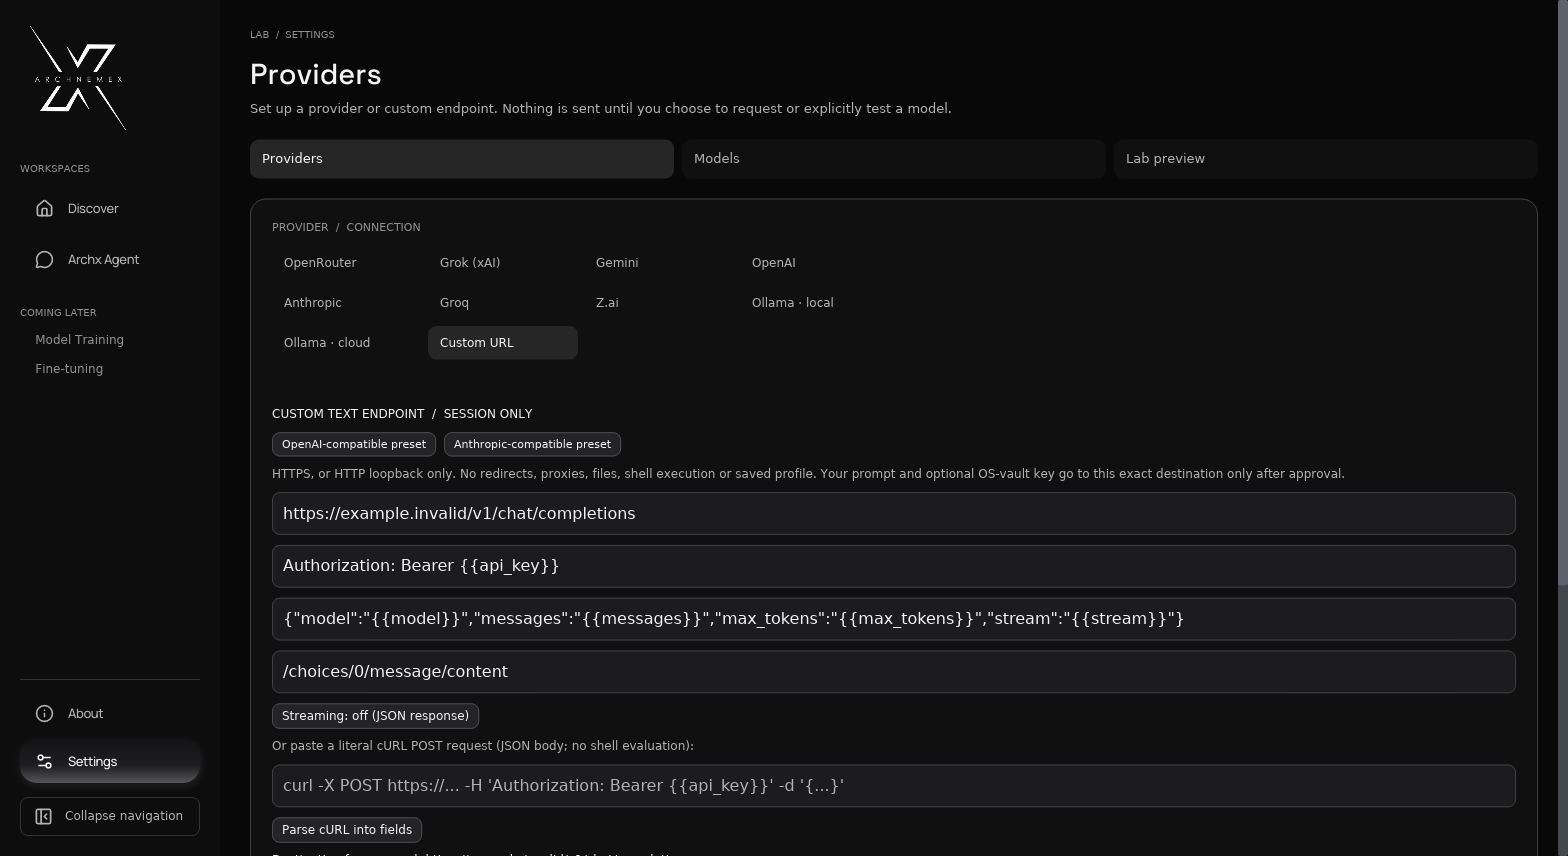 ARCHNEMEX
WORKSPACES
Discover
Archx Agent
COMING LATER
Model Training
Fine-tuning
About
Settings
Collapse navigation
LAB / SETTINGS
Providers
Set up a provider or custom endpoint. Nothing is sent until you choose to request or explicitly test a model.
Providers Models Lab preview
PROVIDER / CONNECTION
OpenRouter Grok (xAI) Gemini OpenAI
Anthropic Groq Z.ai Ollama · local
Ollama · cloud Custom URL
CUSTOM TEXT ENDPOINT / SESSION ONLY
OpenAI-compatible preset Anthropic-compatible preset
HTTPS, or HTTP loopback only. No redirects, proxies, files, shell execution or saved profile. Your prompt and optional OS-vault key go to this exact destination only after approval.
https://example.invalid/v1/chat/completions
Authorization: Bearer {{api_key}}
{"model":"{{model}}","messages":"{{messages}}","max_tokens":"{{max_tokens}}","stream":"{{stream}}"}
/choices/0/message/content
Streaming: off (JSON response)
Or paste a literal cURL POST request (JSON body; no shell evaluation):
curl -X POST https://... -H 'Authorization: Bearer {{api_key}}' -d '{...}'
Parse cURL into fields